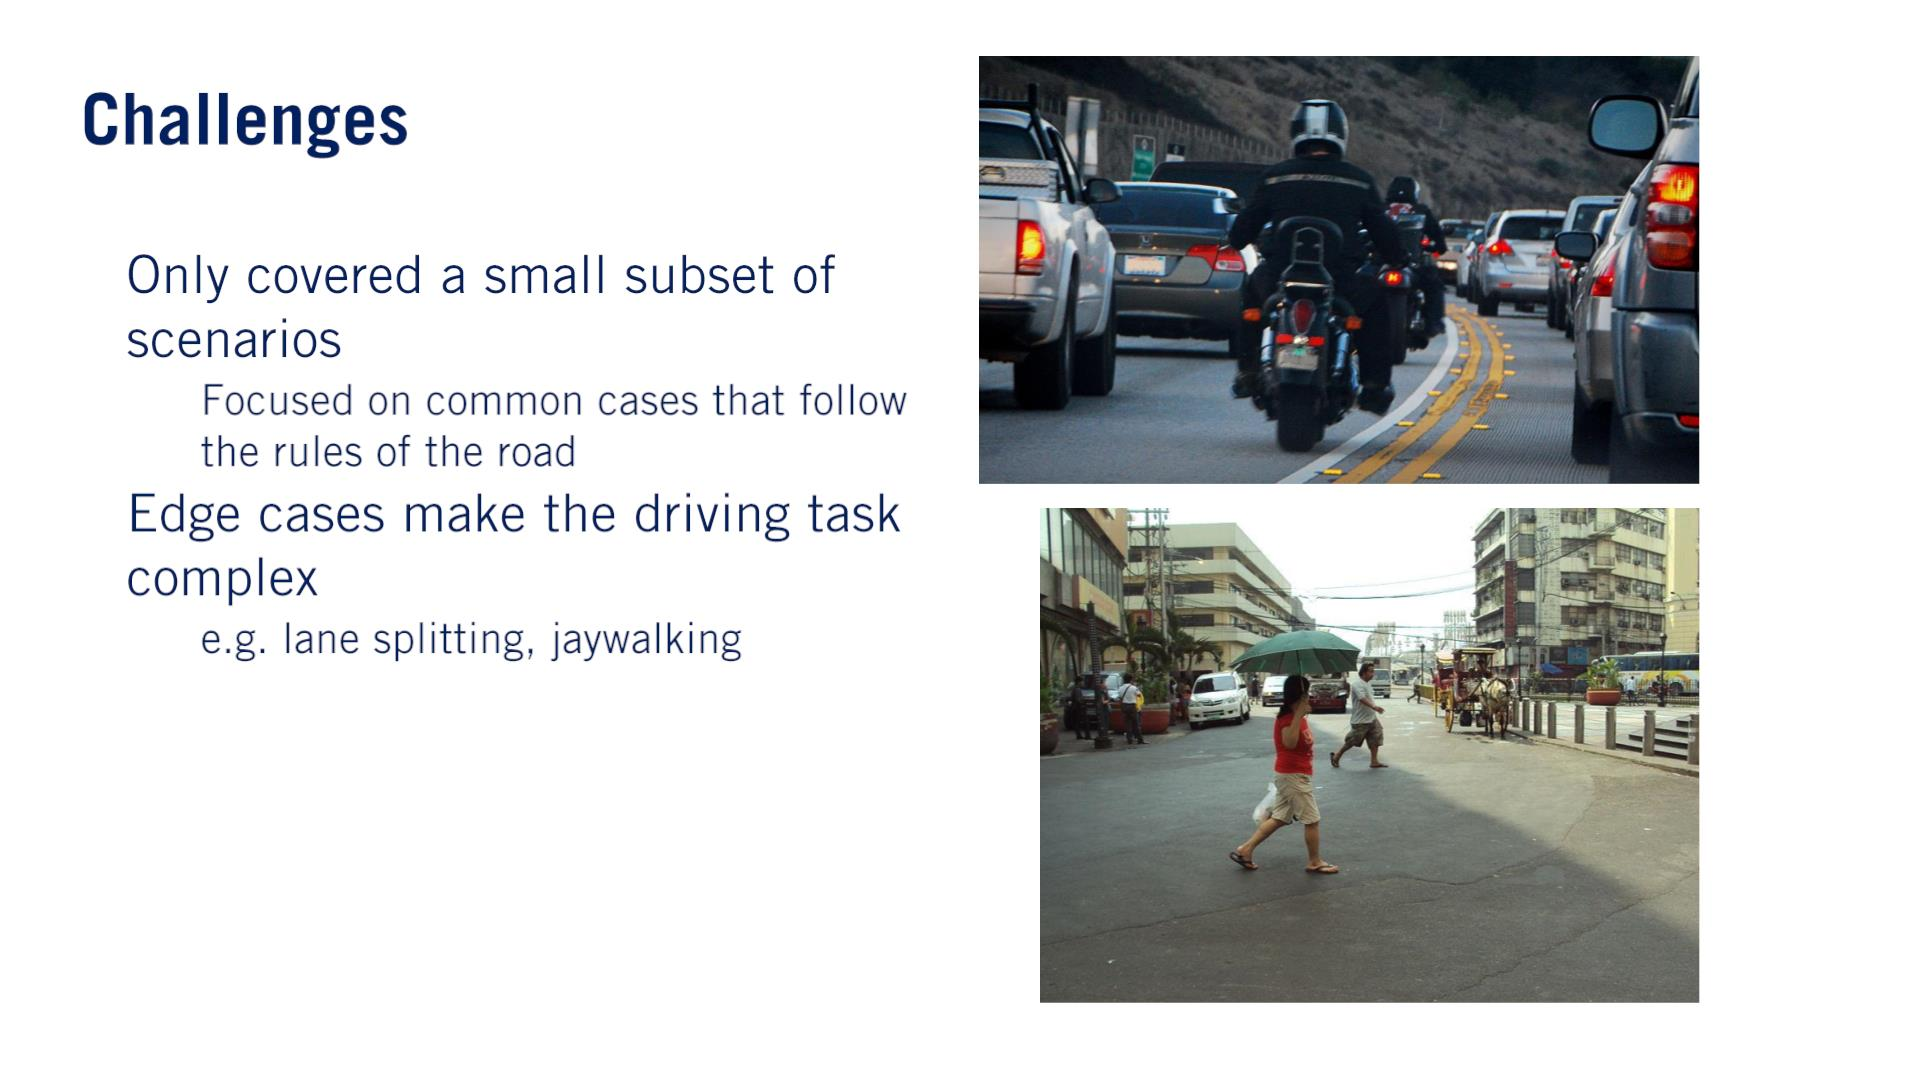 Challenges
Only covered a small subset of
scenarios
Focused on common cases that follow
the rules of the road
Edge cases make the driving task
complex
e.g. lane splitting, jaywalking